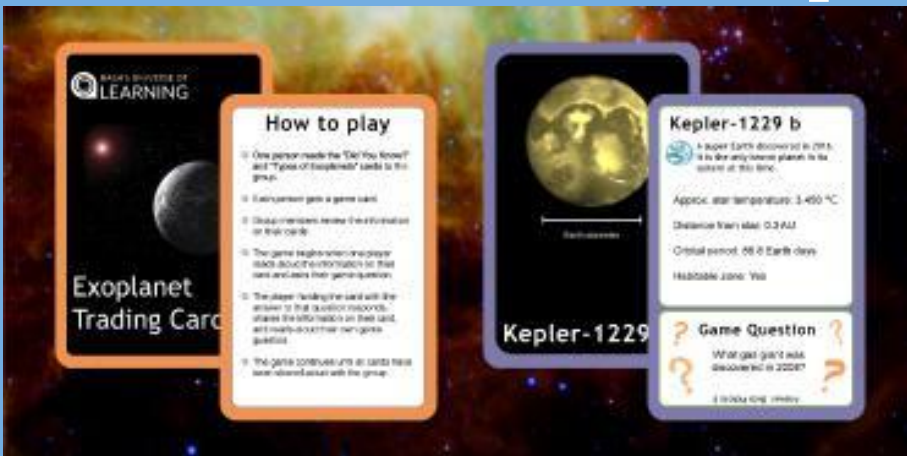 NASA'S UNIVERSE OF
LEARNING
Exoplanet
Trading Card
How to play
One person reads the "Did You Know?"
and "Types of Exoplanets" cards to the
group.
Each person gets a game card.
Group members review the information
on their cards.
The game begins when one player
reads aloud the information on their
card and asks their game question.
The player holding the card with the
answer to that question responds,
shares the information on their card,
and reads aloud their own game
question.
The game continues until all cards have
been shared aloud with the group.
Kepler-1229
Kepler-1229 b
A super Earth discovered in 2016.
It is the only known planet in its
system at this time.
Approx. star temperature: 3,450 °C
Distance from star: 0.3 AU
Orbital period: 86.8 Earth days
Habitable zone: Yes
Game Question
What gas giant was
discovered in 2008?